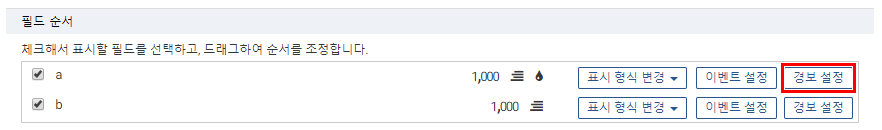 필드 순서
체크해서 표시할 필드를 선택하고, 드래그하여 순서를 조정합니다.
a 1,000 표시 형식 변경 이벤트 설정 경보 설정
b 1,000 표시 형식 변경 이벤트 설정 경보 설정